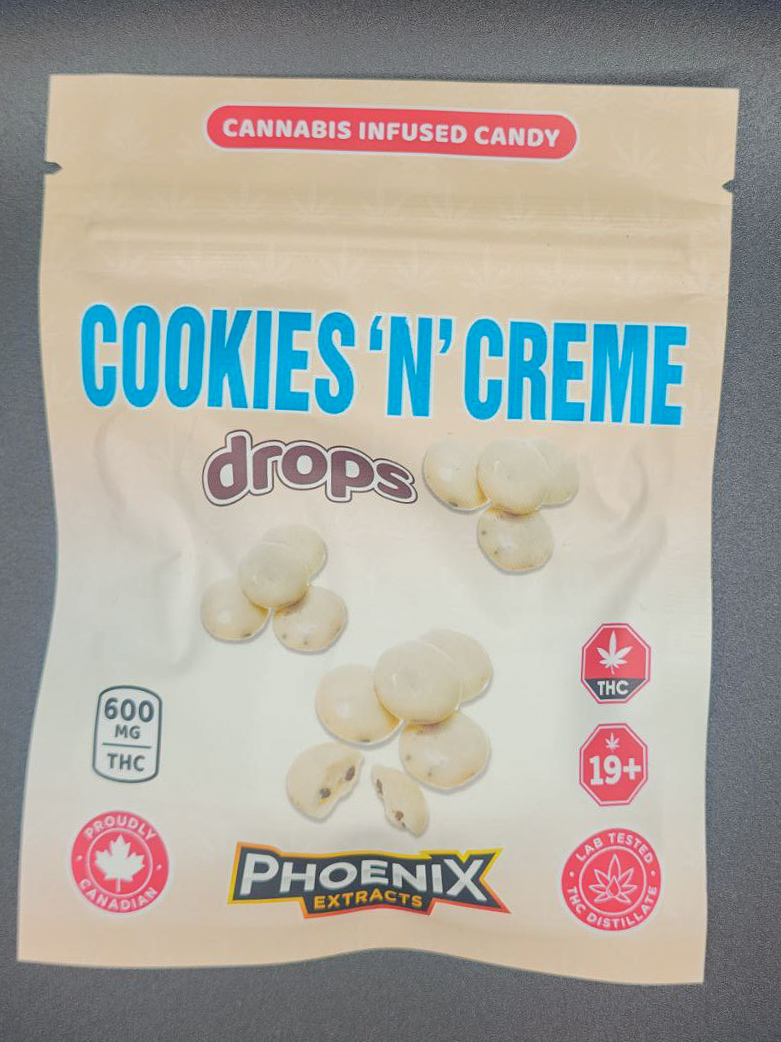 CANNABIS INFUSED CANDY
COOKIES 'N' CREME
drops
THC
600
MG
THC
19+
PROUDLY
CANADIAN
PHOENIX
EXTRACTS
LAB TESTED
THC DISTILLATE